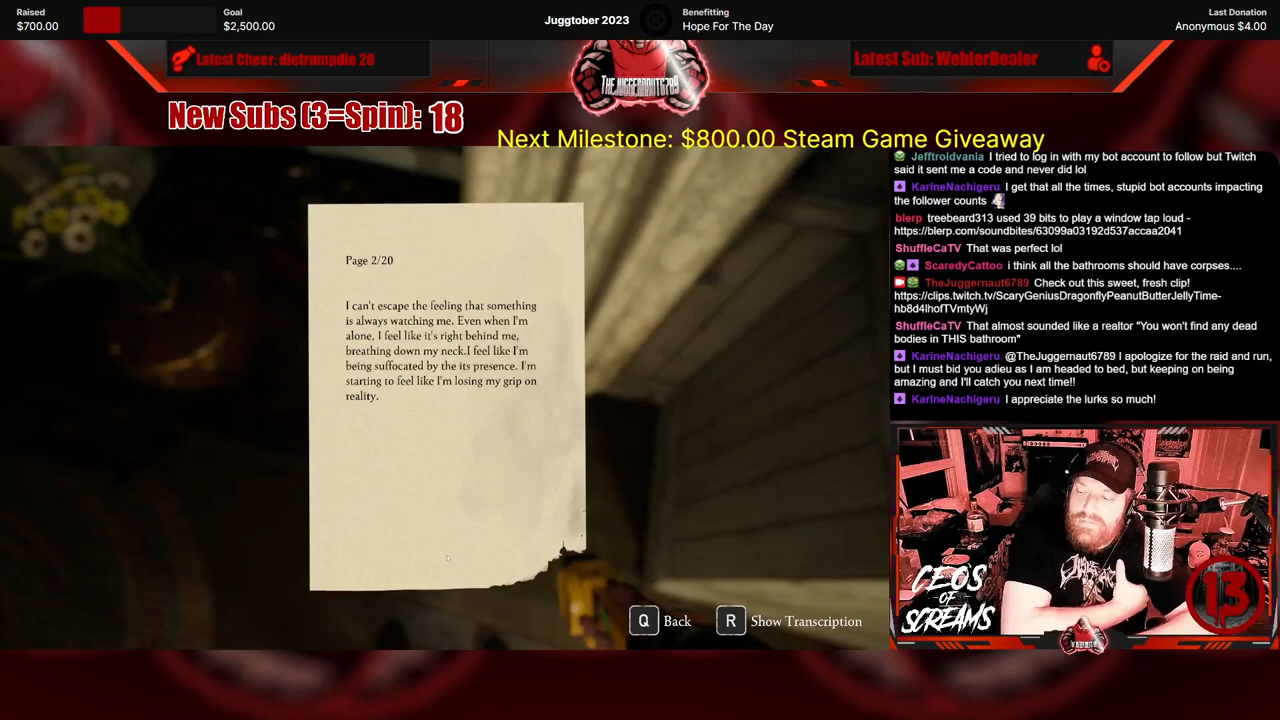 Raised
$700.00
Goal
$2,500.00
Juggtober 2023
Benefitting
Hope For The Day
Last Donation
Anonymous $4.00
Latest Cheer: dietrumpdie 20
THEJUGGERNAUT6789
Latest Sub: WehlerDealer
New Subs (3=Spin): 18
Next Milestone: $800.00 Steam Game Giveaway
Page 2/20
I can't escape the feeling that something
is always watching me. Even when I'm
alone, I feel like it's right behind me,
breathing down my neck.I feel like I'm
being suffocated by the its presence. I'm
starting to feel like I'm losing my grip on
reality.
Q Back
R Show Transcription
Jefftroidvania I tried to log in with my bot account to follow but Twitch
said it sent me a code and never did lol
KarineNachigeru I get that all the times, stupid bot accounts impacting
the follower counts
blerp treebeard313 used 39 bits to play a window tap loud -
https://blerp.com/soundbites/63099a03192d537accaa2041
ShuffleCaTV That was perfect lol
ScaredyCattoo i think all the bathrooms should have corpses....
TheJuggernaut6789 Check out this sweet, fresh clip!
https://clips.twitch.tv/ScaryGeniusDragonflyPeanutButterJellyTime-
hb8d4lhofTVmtyWj
ShuffleCaTV That almost sounded like a realtor "You won't find any dead
bodies in THIS bathroom"
KarineNachigeru @TheJuggernaut6789 I apologize for the raid and run,
but I must bid you adieu as I am headed to bed, but keeping on being
amazing and I'll catch you next time!!
KarineNachigeru I appreciate the lurks so much!
CEOS
OF
SCREAMS
13